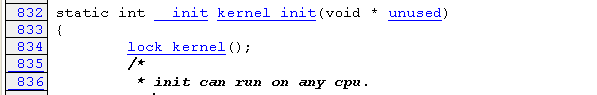 832 static int __init kernel_init(void * unused)
833 {
834         lock_kernel();
835         /*
836          * init can run on any cpu.